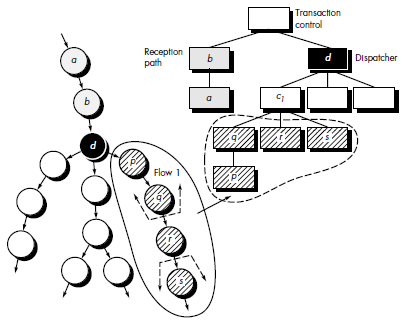 Transaction
control
Reception
path
b
d
Dispatcher
a
c1
q
r
s
p
a
b
d
p
Flow 1
q
r
s